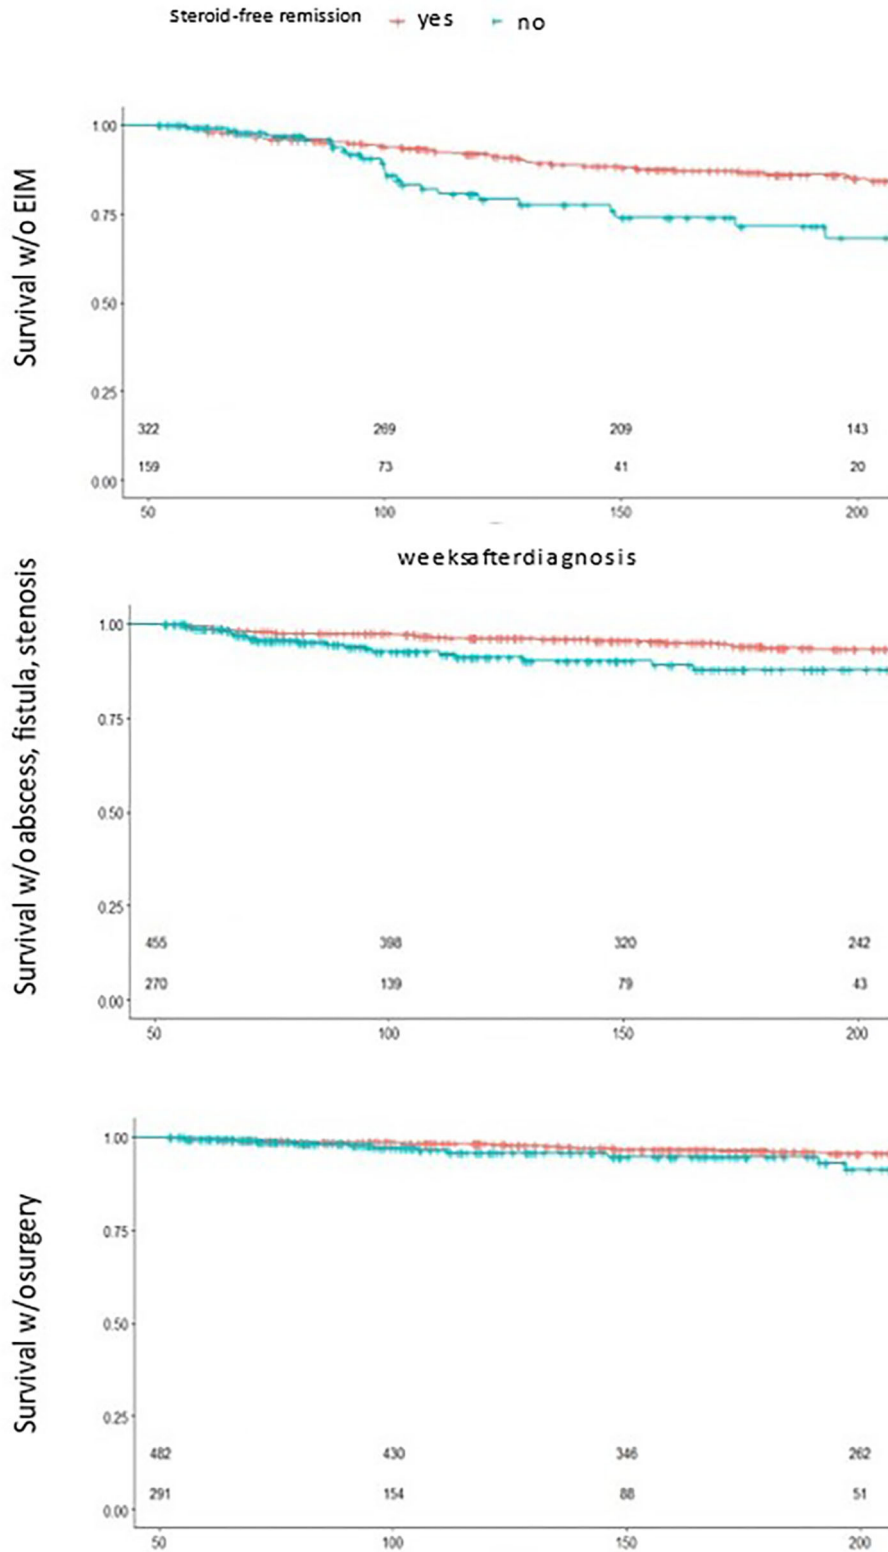 Steroid-free remission yes no
Survival w/o EIM
1.00
0.75
0.50
0.25
322 269 209 143
159 73 41 20
0.00
50 100 150 200
weeksafterdiagnosis
Survival w/o abscess, fistula, stenosis
1.00
0.75
0.50
0.25
455 398 320 242
270 139 79 43
0.00
50 100 150 200
Survival w/osurgery
1.00
0.75
0.50
0.25
482 430 346 262
291 154 88 51
0.00
50 100 150 200